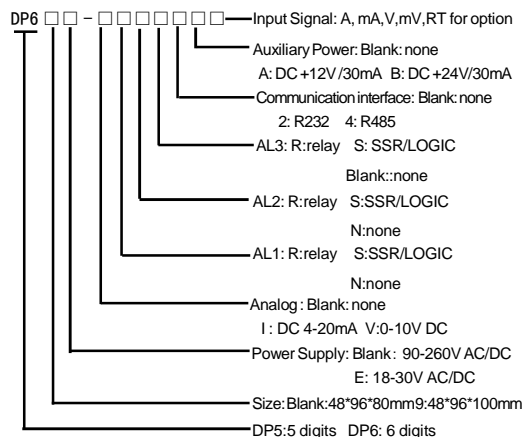 DP6 □□-□□□□□□□ Input Signal: A, mA,V,mV,RT for option
Auxiliary Power: Blank: none
A: DC +12V /30mA B: DC +24V/30mA
Communication interface: Blank: none
2: R232 4: R485
AL3: R:relay S: SSR/LOGIC
Blank::none
AL2: R:relay S:SSR/LOGIC
N:none
AL1: R:relay S:SSR/LOGIC
N:none
Analog : Blank: none
I : DC 4-20mA V:0-10V DC
Power Supply: Blank : 90-260V AC/DC
E: 18-30V AC/DC
Size:Blank:48*96*80mm9:48*96*100mm
DP5:5 digits DP6: 6 digits